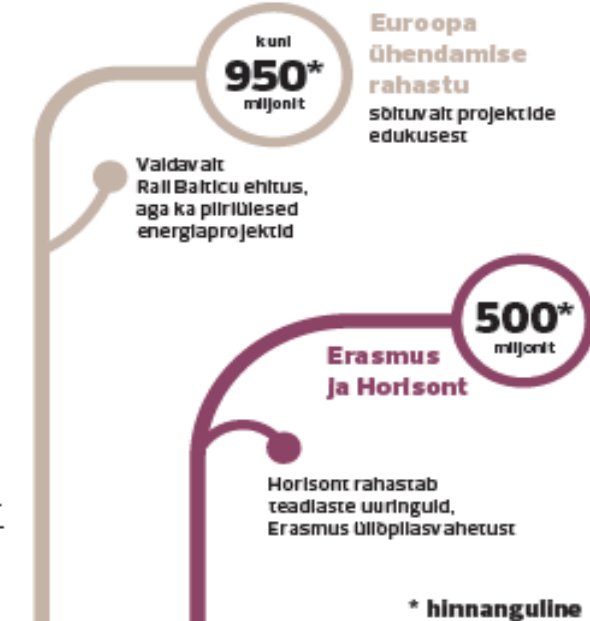 kuni
950*
miljonit
Euroopa
ühendamise
rahastu
sõltuvalt projektide
edukusest
Valdavalt
Rail Balticu ehitus,
aga ka piiriülesed
energiaprojektid
500*
miljonit
Erasmus
ja Horisont
Horisont rahastab
teadlaste uuringuid,
Erasmus üliõpilasvahetust
* hinnanguline